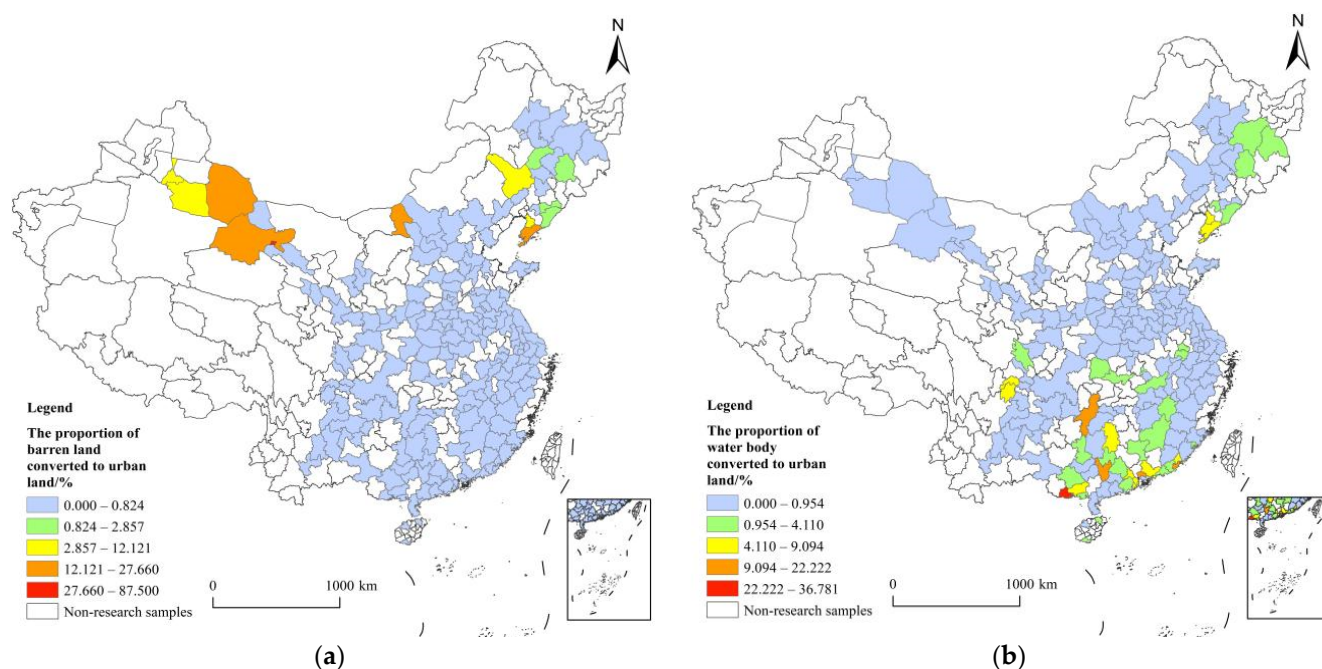 N
Legend
The proportion of
barren land
converted to urban
land/%
0.000 – 0.824
0.824 – 2.857
2.857 – 12.121
12.121 – 27.660
27.660 – 87.500
Non-research samples
0
1000 km
(a)
N
Legend
The proportion of
water body
converted to urban
land/%
0.000 – 0.954
0.954 – 4.110
4.110 – 9.094
9.094 – 22.222
22.222 – 36.781
Non-research samples
0
1000 km
(b)